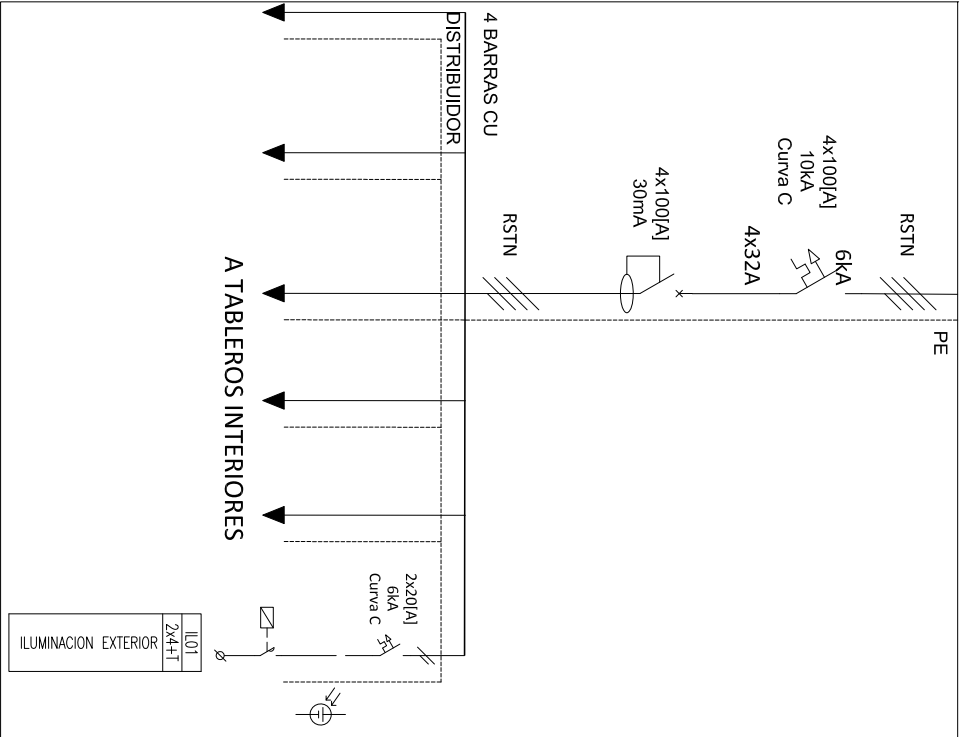 RSTN
PE
6kA
4x100[A]
10kA
Curva C
4x32A
4x100[A]
30mA
RSTN
4 BARRAS CU
DISTRIBUIDOR
A TABLEROS INTERIORES
2x20[A]
6kA
Curva C
IL01
2x4+T
ILUMINACION EXTERIOR